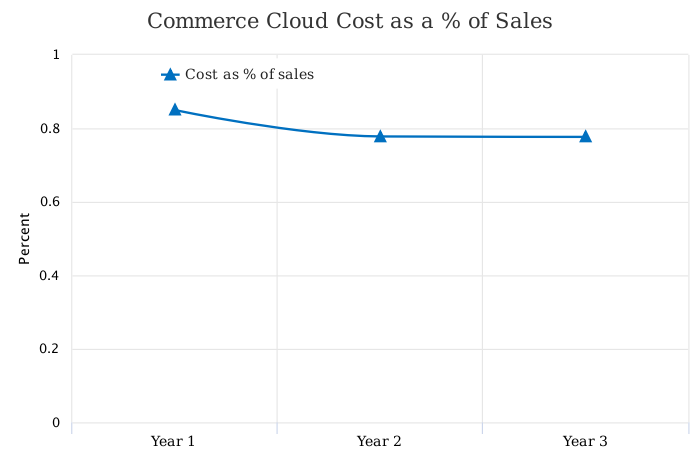 Commerce Cloud Cost as a % of Sales
1
Cost as % of sales
0.8
0.6
Percent
0.4
0.2
0
Year 1
Year 2
Year 3